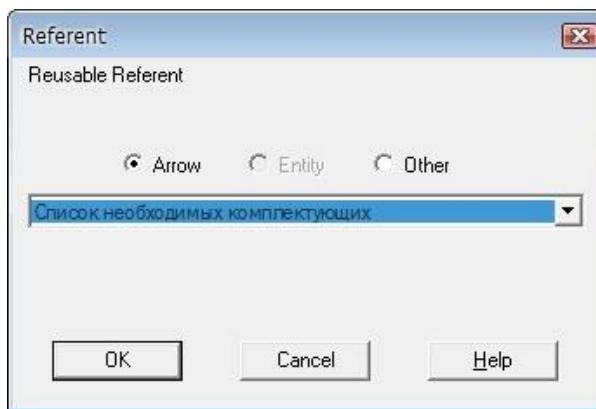 Referent
Reusable Referent
Arrow Entity Other
Список необходимых комплектующих
OK Cancel Help